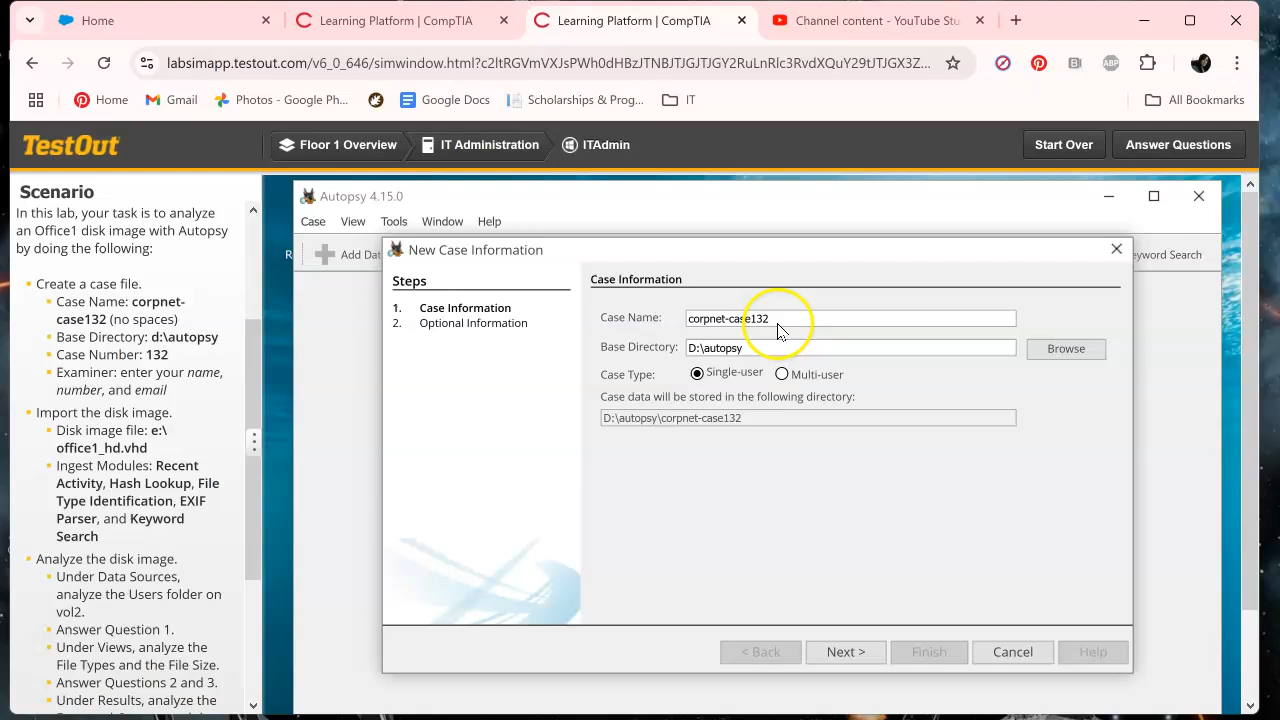 Home
Learning Platform | CompTIA
Learning Platform | CompTIA
Channel content - YouTube Stu
labsimapp.testout.com/v6_0_646/simwindow.html?c2ltRGVmVXJsPWh0dHBzJTNBJTJGJTJGY2RuLnRlc3RvdXQuY29tJTJGX3Z...
ABP
Home
Gmail
Photos - Google Ph...
Google Docs
Scholarships & Prog...
IT
All Bookmarks
TestOut
Floor 1 Overview
IT Administration
ITAdmin
Start Over
Answer Questions
Scenario
In this lab, your task is to analyze
an Office1 disk image with Autopsy
by doing the following:
Create a case file.
Case Name: corpnet-
case132 (no spaces)
Base Directory: d:\autopsy
Case Number: 132
Examiner: enter your name,
number, and email
Import the disk image.
Disk image file: e:\
office1_hd.vhd
Ingest Modules: Recent
Activity, Hash Lookup, File
Type Identification, EXIF
Parser, and Keyword
Search
Analyze the disk image.
Under Data Sources,
analyze the Users folder on
vol2.
Answer Question 1.
Under Views, analyze the
File Types and the File Size.
Answer Questions 2 and 3.
Under Results, analyze the
Autopsy 4.15.0
Case View Tools Window Help
R
Add Dat
eyword Search
New Case Information
Steps
1. Case Information
2. Optional Information
Case Information
Case Name: corpnet-case132
Base Directory: D:\autopsy
Browse
Case Type: Single-user Multi-user
Case data will be stored in the following directory:
D:\autopsy\corpnet-case132
< Back
Next >
Finish
Cancel
Help